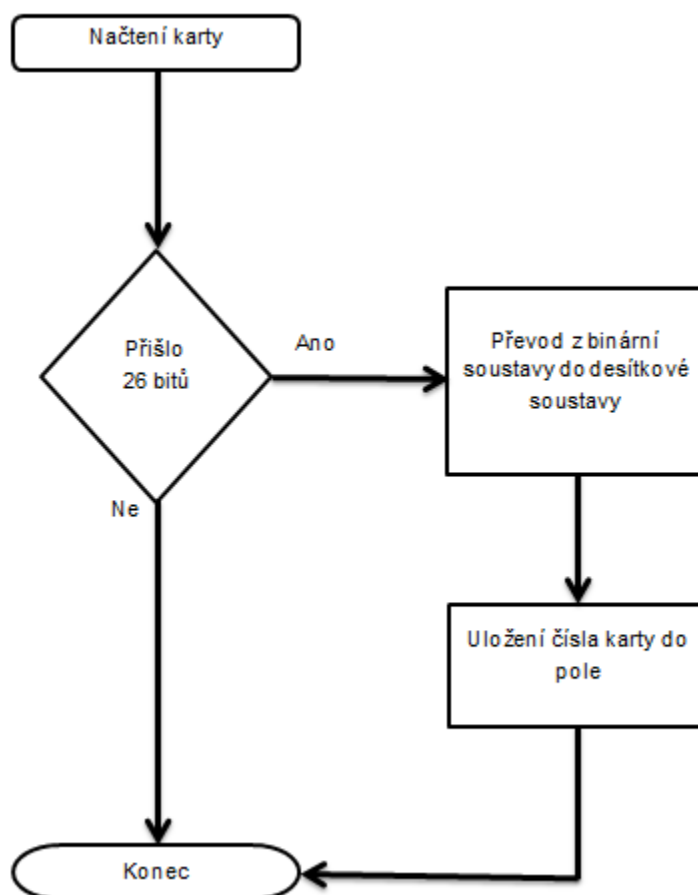 Načtení karty
Přišlo
26 bitů
Ano
Převod z binární
soustavy do desítkové
soustavy
Ne
Uložení čísla karty do
pole
Konec